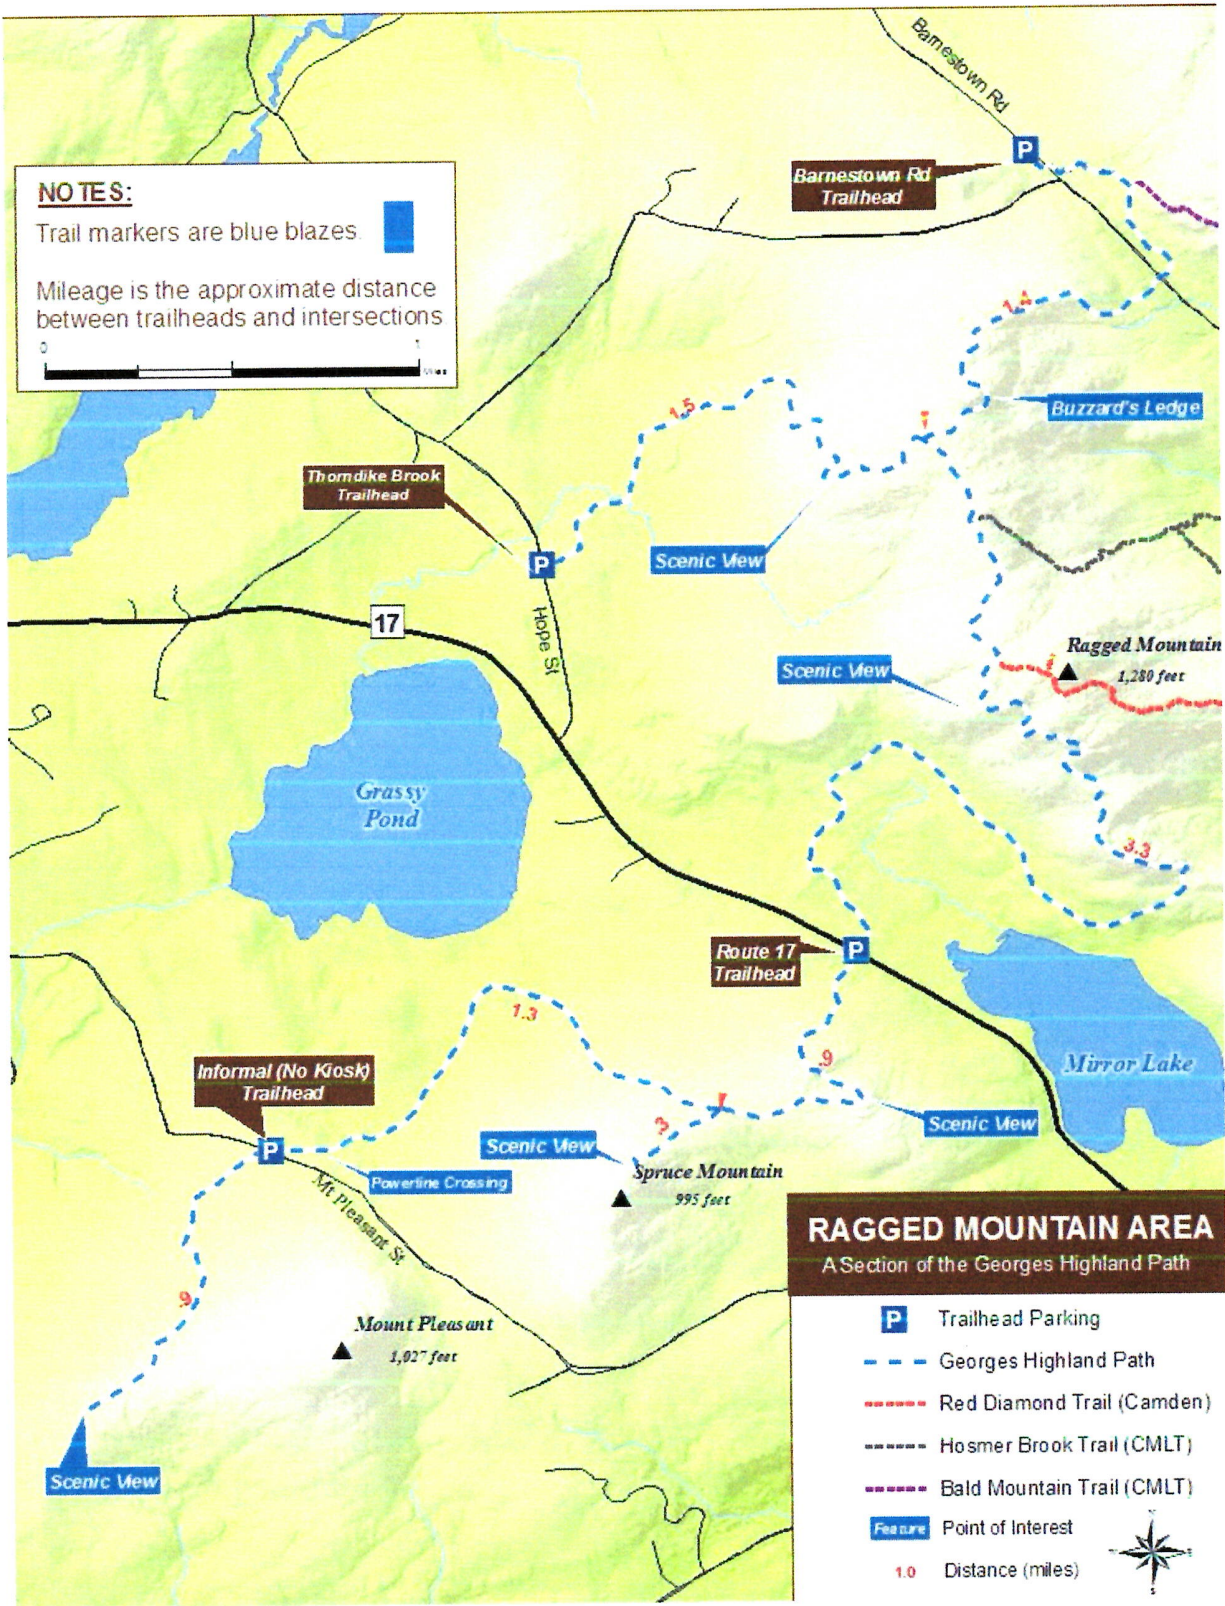 Barnestown Rd
P
Barnestown Rd
Trailhead
NOTES:
Trail markers are blue blazes.
Mileage is the approximate distance
between trailheads and intersections
0
1
Miles
1.4
Buzzard's Ledge
1.5
Thorndike Brook
Trailhead
P
Scenic View
17
Hope St
Ragged Mountain
1,280 feet
Scenic View
Grassy
Pond
3.3
Route 17
Trailhead
P
1.3
Informal (No Kiosk)
Trailhead
.9
Mirror Lake
P
.3
Scenic View
Scenic View
Powerline Crossing
Spruce Mountain
995 feet
Mt Pleasant St
.9
Mount Pleasant
1,027 feet
Scenic View
RAGGED MOUNTAIN AREA
A Section of the Georges Highland Path
P Trailhead Parking
Georges Highland Path
Red Diamond Trail (Camden)
Hosmer Brook Trail (CMLT)
Bald Mountain Trail (CMLT)
Feature Point of Interest
1.0 Distance (miles)
S